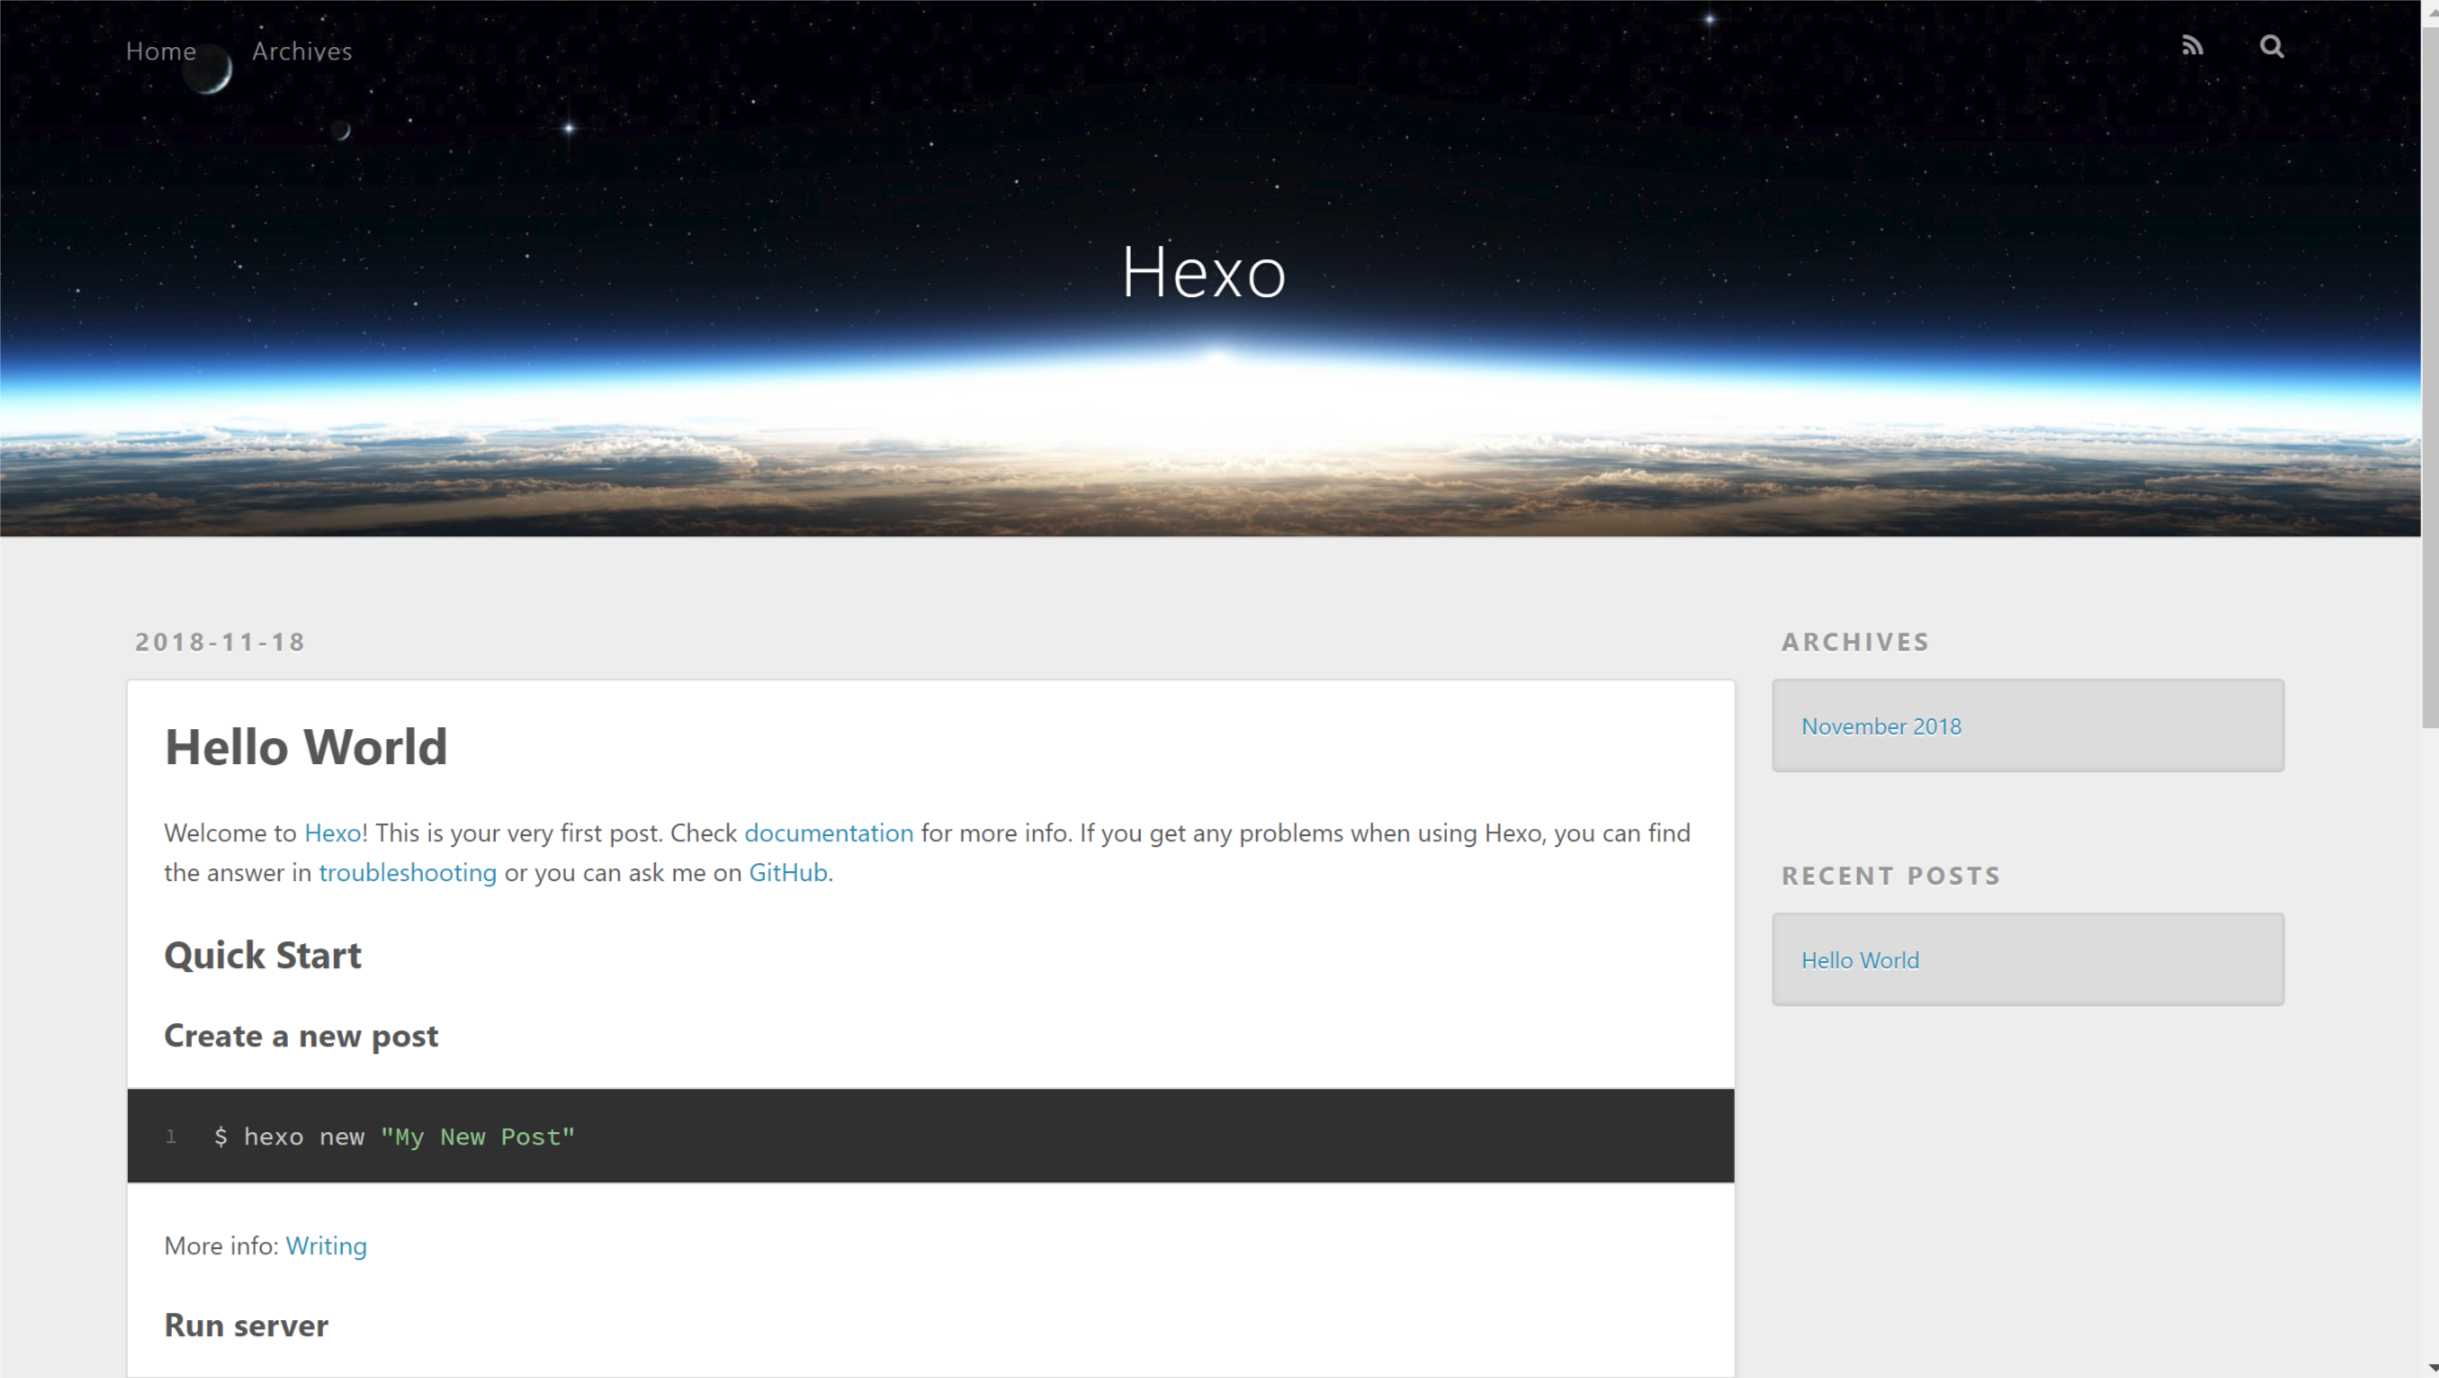 Home Archives
Hexo
2018-11-18
Hello World
Welcome to Hexo! This is your very first post. Check documentation for more info. If you get any problems when using Hexo, you can find
the answer in troubleshooting or you can ask me on GitHub.
Quick Start
Create a new post
1 $ hexo new "My New Post"
More info: Writing
Run server
ARCHIVES
November 2018
RECENT POSTS
Hello World